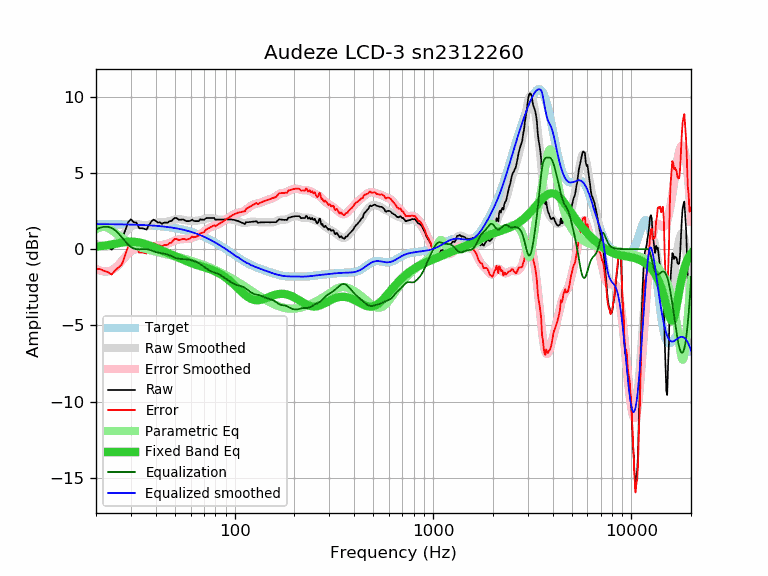 Audeze LCD-3 sn2312260
Amplitude (dBr)
10
5
0
−5
−10
−15
Target
Raw Smoothed
Error Smoothed
Raw
Error
Parametric Eq
Fixed Band Eq
Equalization
Equalized smoothed
100
1000
10000
Frequency (Hz)